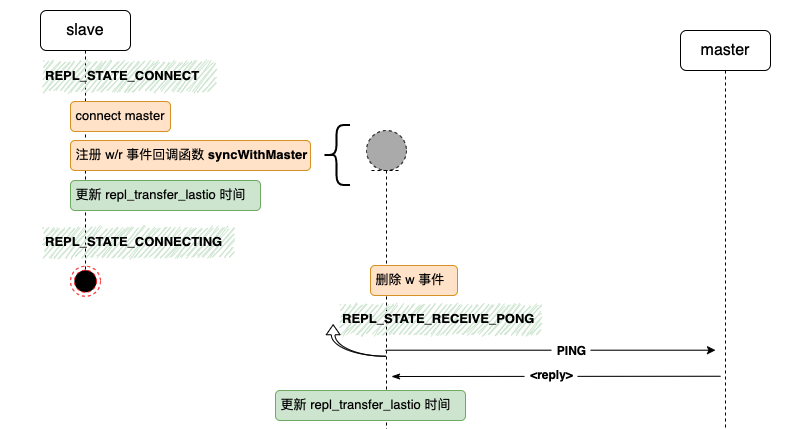 slave
master
REPL_STATE_CONNECT
connect master
注册 w/r 事件回调函数 syncWithMaster
更新 repl_transfer_lastio 时间
REPL_STATE_CONNECTING
删除 w 事件
REPL_STATE_RECEIVE_PONG
PING
<reply>
更新 repl_transfer_lastio 时间